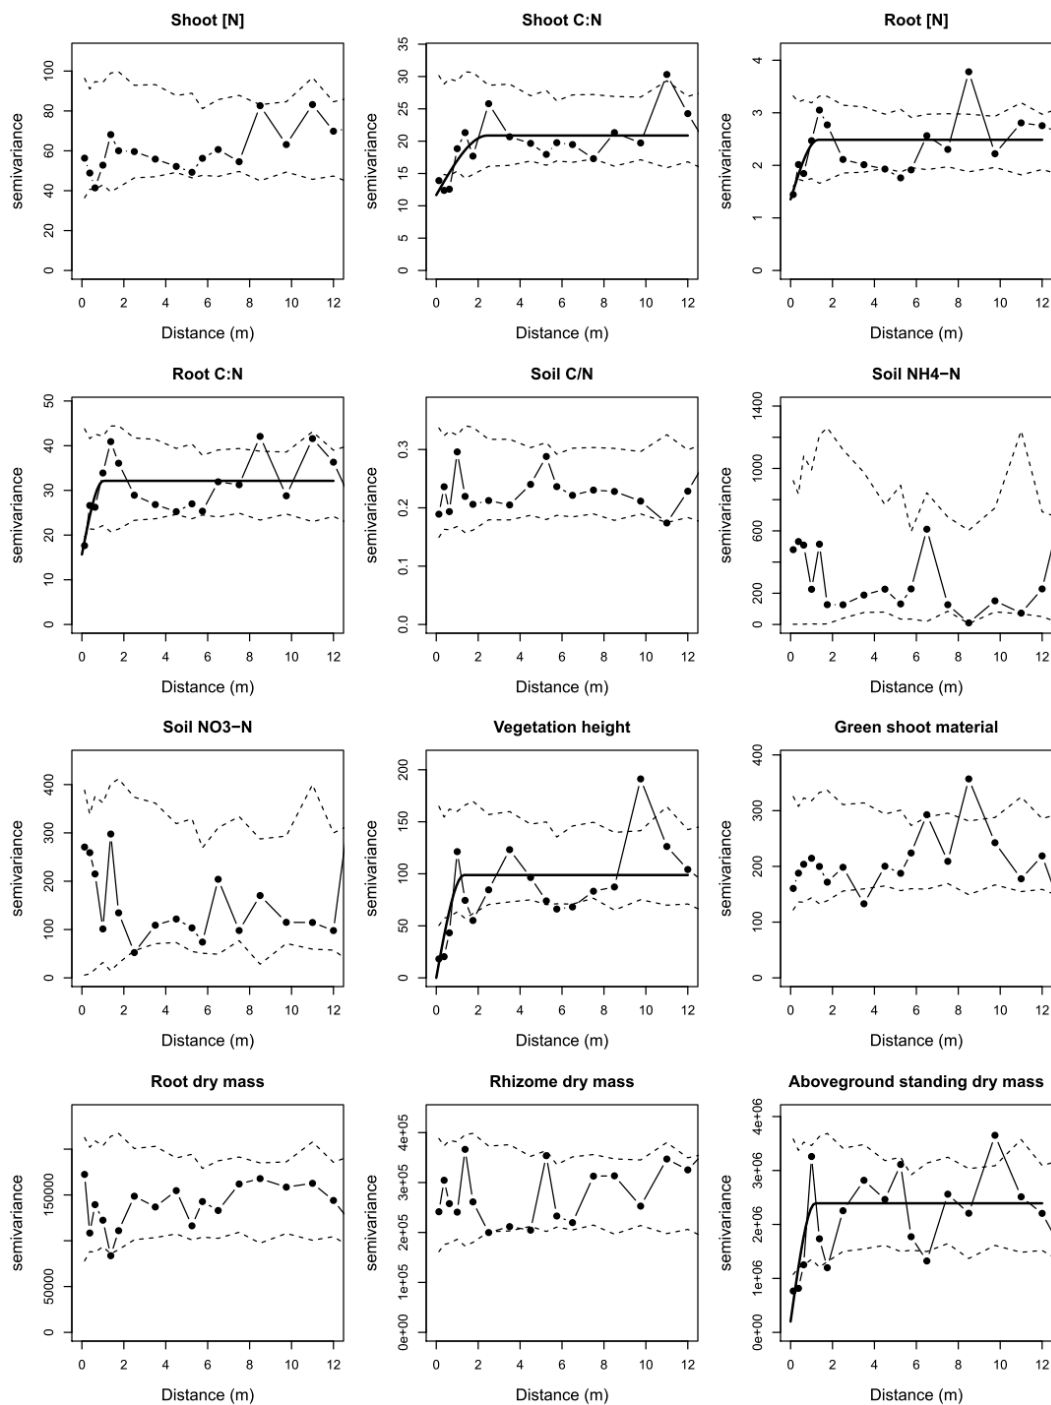 Shoot [N]
semivariance
0 20 40 60 80 100
0 2 4 6 8 10 12
Distance (m)
Shoot C:N
semivariance
0 5 10 15 20 25 30 35
0 2 4 6 8 10 12
Distance (m)
Root [N]
semivariance
0 1 2 3 4
0 2 4 6 8 10 12
Distance (m)
Root C:N
semivariance
0 10 20 30 40 50
0 2 4 6 8 10 12
Distance (m)
Soil C/N
semivariance
0.0 0.1 0.2 0.3
0 2 4 6 8 10 12
Distance (m)
Soil NH4−N
semivariance
0 200 600 1000 1400
0 2 4 6 8 10 12
Distance (m)
Soil NO3−N
semivariance
0 100 200 300 400
0 2 4 6 8 10 12
Distance (m)
Vegetation height
semivariance
0 50 100 150 200
0 2 4 6 8 10 12
Distance (m)
Green shoot material
semivariance
0 100 200 300 400
0 2 4 6 8 10 12
Distance (m)
Root dry mass
semivariance
0 50000 150000
0 2 4 6 8 10 12
Distance (m)
Rhizome dry mass
semivariance
0e+00 1e+05 2e+05 3e+05 4e+05
0 2 4 6 8 10 12
Distance (m)
Aboveground standing dry mass
semivariance
0e+00 1e+06 2e+06 3e+06 4e+06
0 2 4 6 8 10 12
Distance (m)